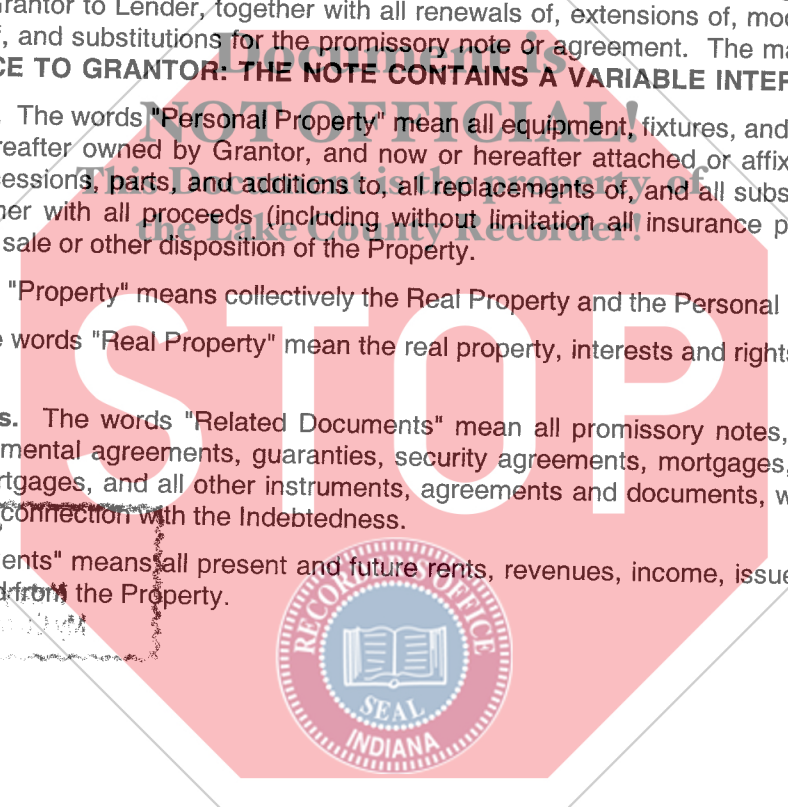 Grantor to Lender, together with all renewals of, extensions of, mod
, and substitutions for the promissory note or agreement. The ma
CE TO GRANTOR: THE NOTE CONTAINS A VARIABLE INTER
Document is
The words "Personal Property" mean all equipment, fixtures, and
NOT OFFICIAL!
reafter owned by Grantor, and now or hereafter attached or affix
cessions, parts, and additions to, all replacements of, and all subs
This Document is the property of
her with all proceeds (including without limitation all insurance p
the Lake County Recorder!
sale or other disposition of the Property.
"Property" means collectively the Real Property and the Personal
e words "Real Property" mean the real property, interests and rights
STOP
s. The words "Related Documents" mean all promissory notes,
mental agreements, guaranties, security agreements, mortgages,
rtgages, and all other instruments, agreements and documents, w
connection with the Indebtedness.
ents" means all present and future rents, revenues, income, issue
d from the Property.
RECORDER'S OFFICE
SEAL
INDIANA